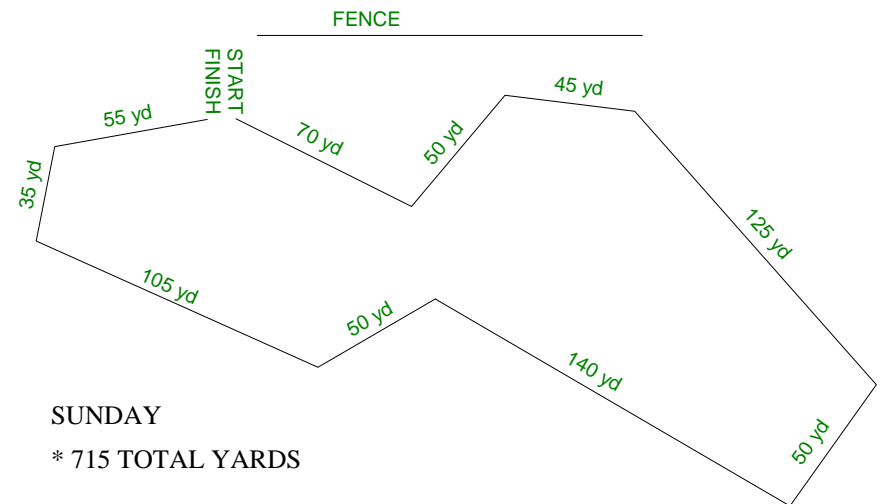 FENCE
START
FINISH
55 yd
70 yd
50 yd
45 yd
35 yd
125 yd
105 yd
50 yd
140 yd
50 yd
SUNDAY
* 715 TOTAL YARDS